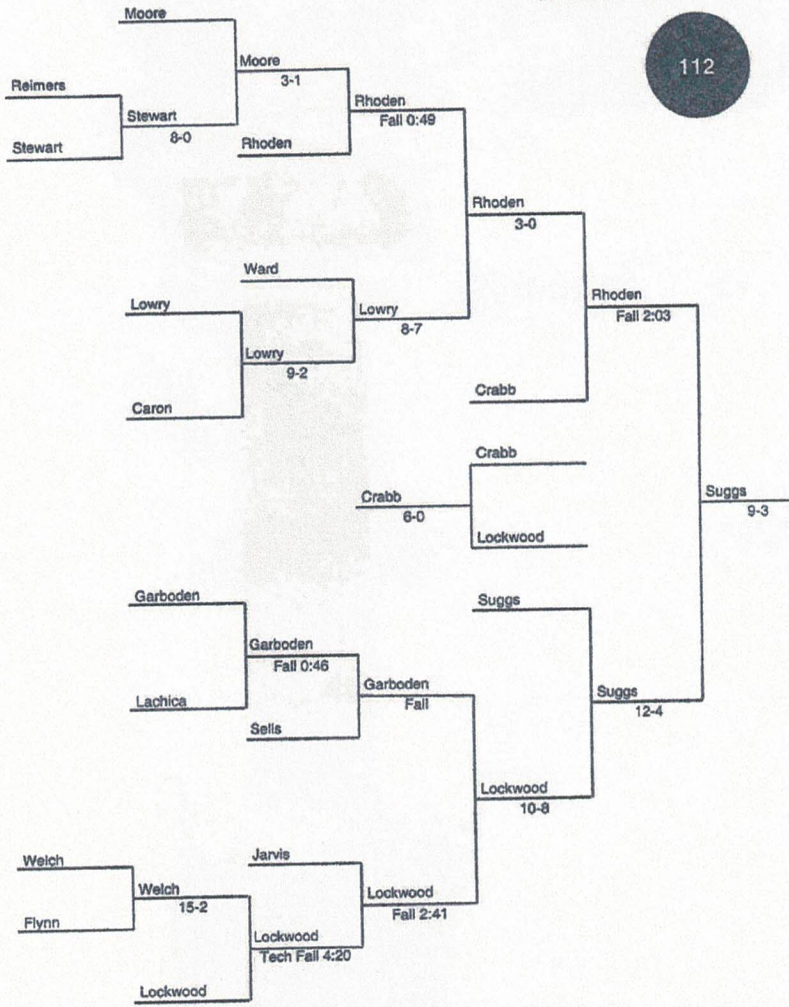 Moore
112
Moore
3-1
Reimers
Rhoden
Fall 0:49
Stewart
8-0
Rhoden
Stewart
Rhoden
3-0
Ward
Rhoden
Fall 2:03
Lowry
Lowry
8-7
Lowry
9-2
Crabb
Caron
Crabb
Crabb
6-0
Suggs
9-3
Lockwood
Garboden
Suggs
Garboden
Fall 0:46
Garboden
Fall
Suggs
12-4
Lachica
Sells
Lockwood
10-8
Jarvis
Welch
Welch
15-2
Lockwood
Fall 2:41
Flynn
Lockwood
Tech Fall 4:20
Lockwood